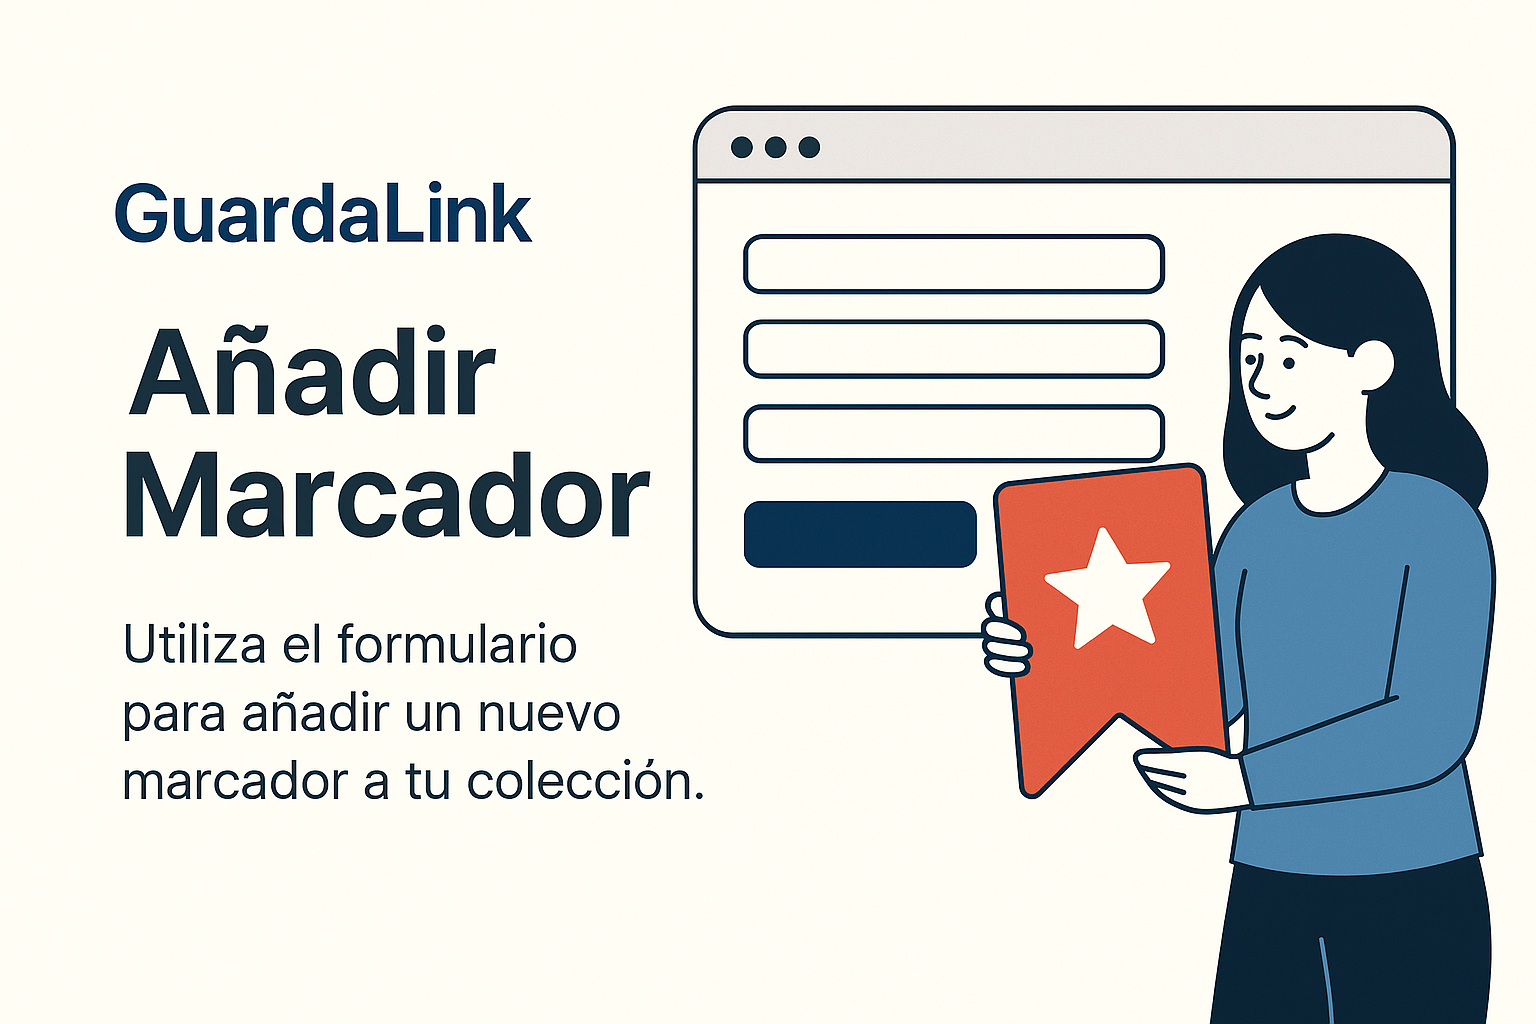 GuardaLink
Añadir
Marcador
Utiliza el formulario
para añadir un nuevo
marcador a tu colección.